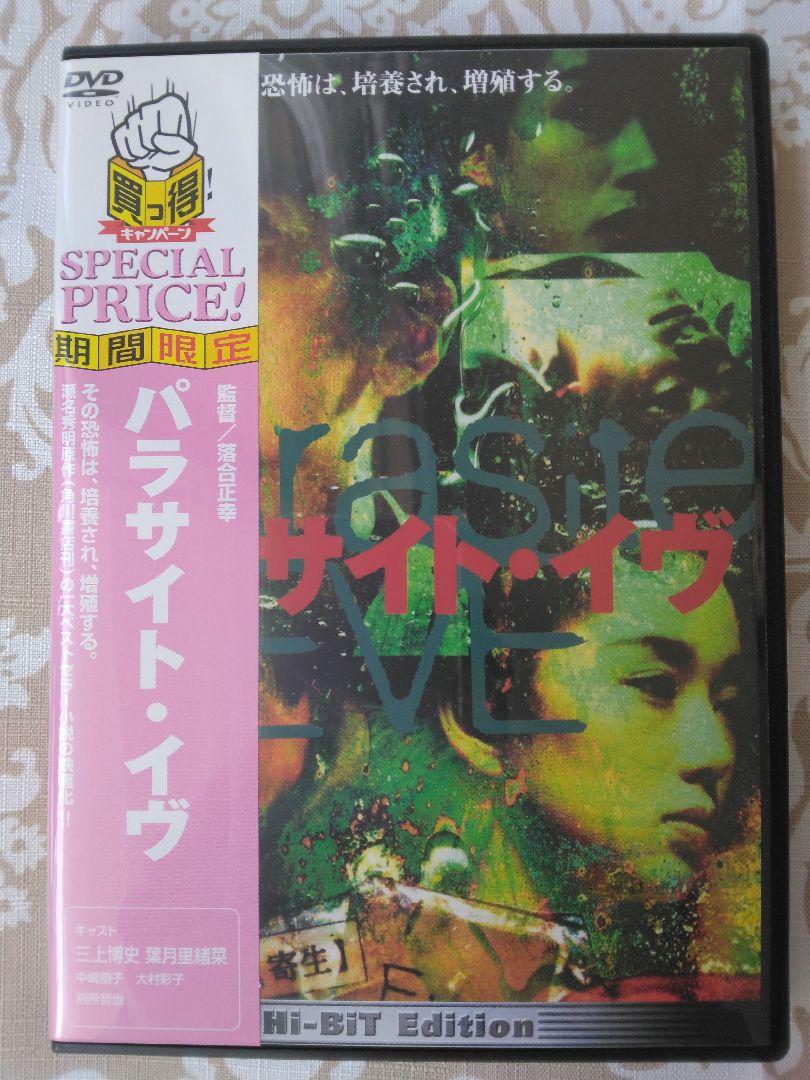 DVD
VIDEO
買っ得!
キャンペーン
SPECIAL
PRICE!
期間限定
監督/落合正幸
パラサイト・イヴ
その恐怖は、培養され、増殖する。
瀬名秀明原作(角川書店刊)の一大ベストセラー小説の映画化!!
キャスト
三上博史 葉月里緒菜
中嶋朋子 大村彩子
別所哲也
恐怖は、培養され、増殖する。
rasite
サイト・イヴ
EVE
寄生】
Hi-BiT Edition